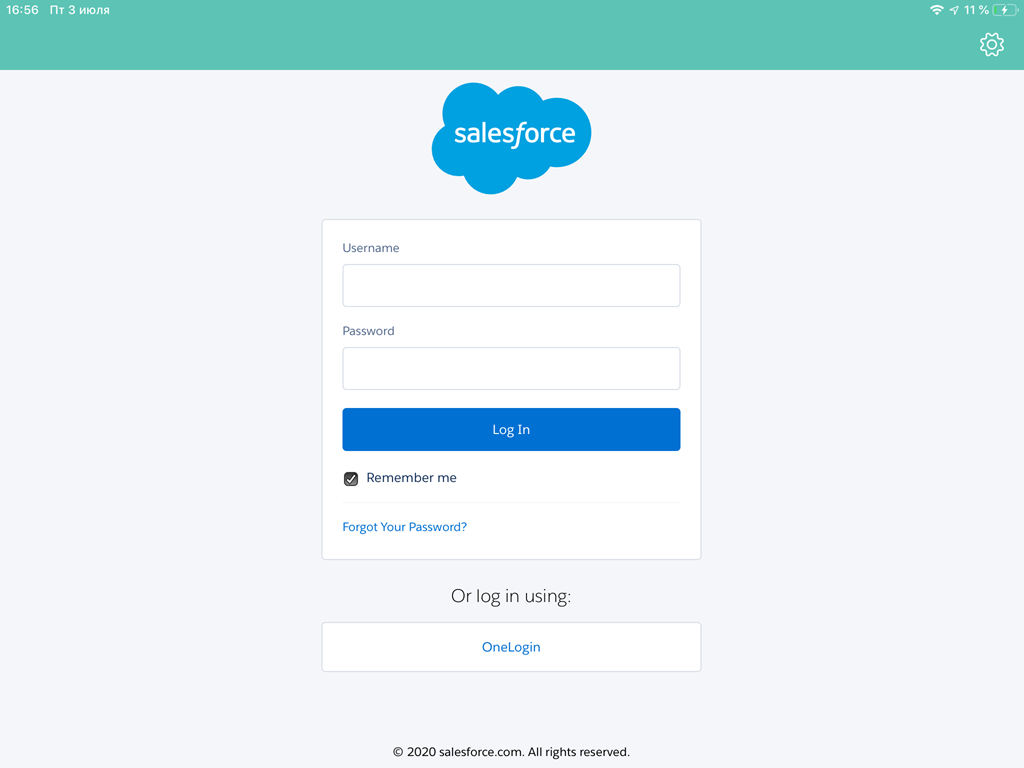 16:56 Пт 3 июля
11 %
salesforce
Username
Password
Log In
Remember me
Forgot Your Password?
Or log in using:
OneLogin
© 2020 salesforce.com. All rights reserved.